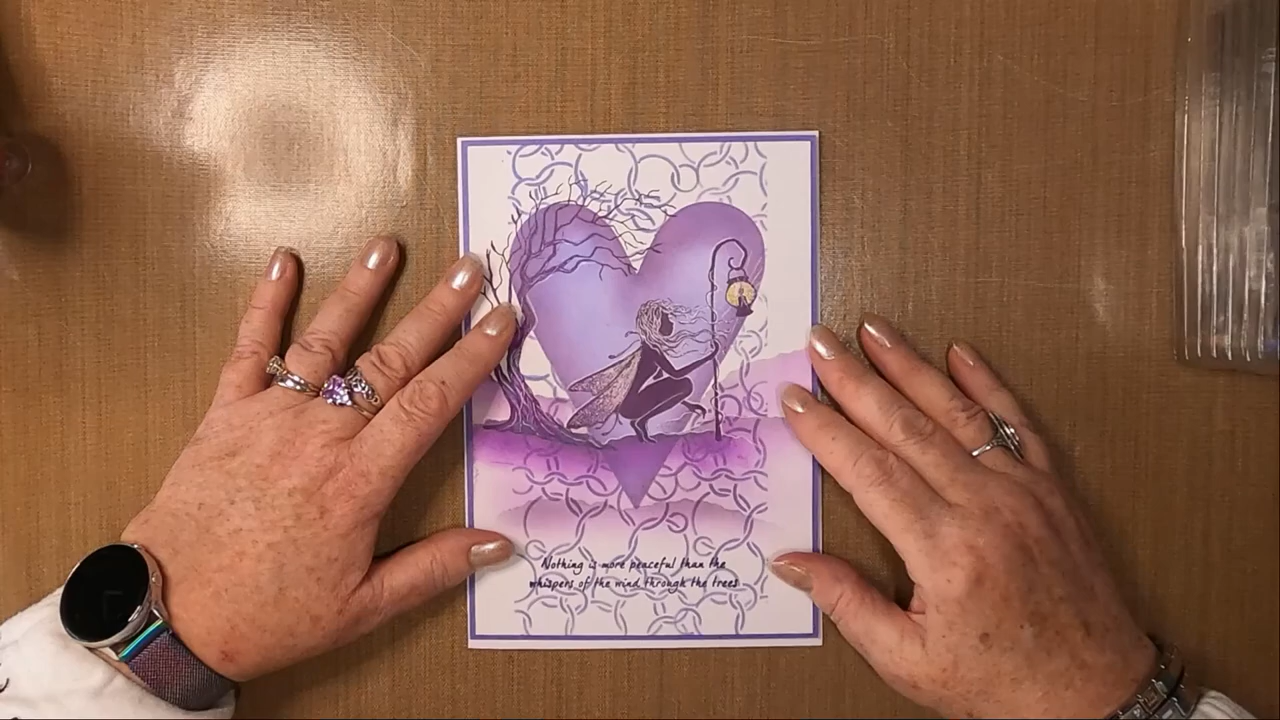 Nothing is more peaceful than the
whispers of the wind through the trees